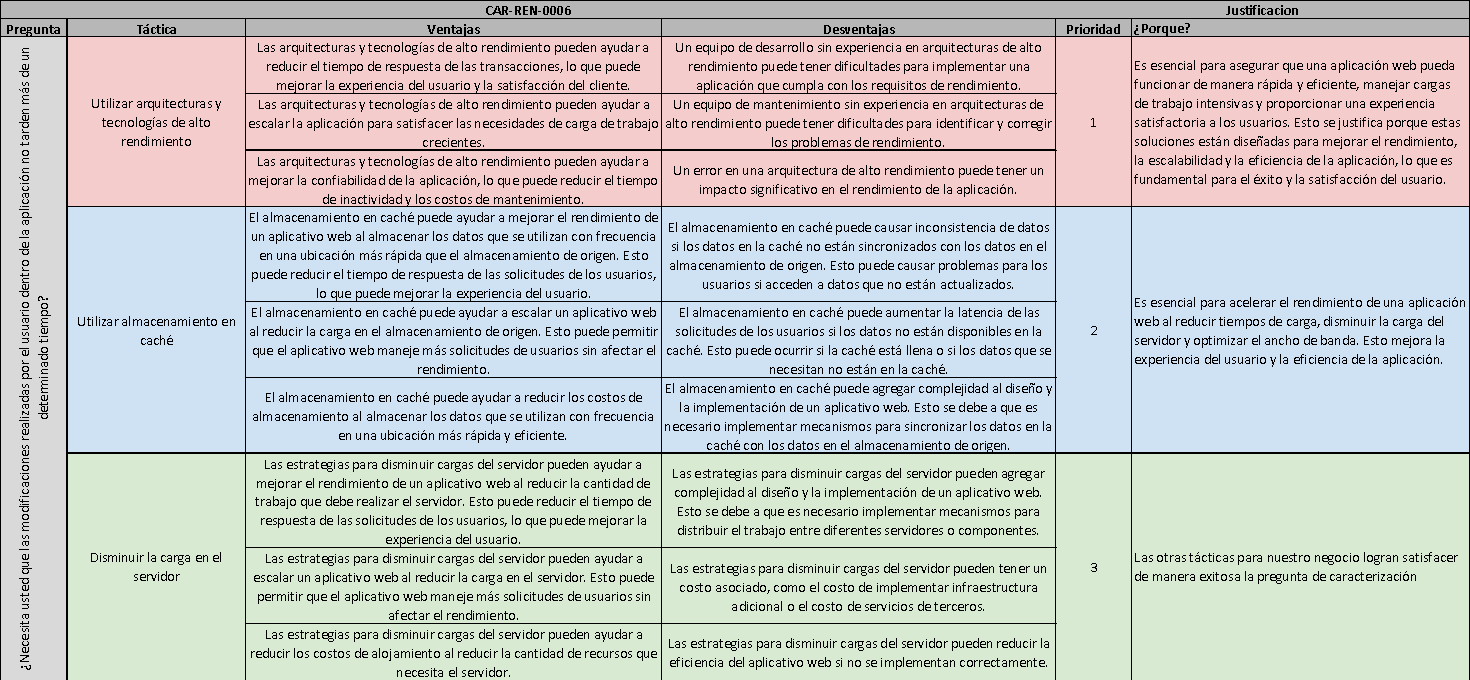 CAR-REN-0006
Justificacion
Pregunta
Táctica
Ventajas
Desventajas
Prioridad
¿Porque?
¿Necesita usted que las modificaciones realizadas por el usuario dentro de la aplicación no tarden más de un
determinado tiempo?
Utilizar arquitecturas y
tecnologías de alto
rendimiento
Las arquitecturas y tecnologías de alto rendimiento pueden ayudar a
reducir el tiempo de respuesta de las transacciones, lo que puede
mejorar la experiencia del usuario y la satisfacción del cliente.
Un equipo de desarrollo sin experiencia en arquitecturas de alto
rendimiento puede tener dificultades para implementar una
aplicación que cumpla con los requisitos de rendimiento.
Las arquitecturas y tecnologías de alto rendimiento pueden ayudar a
escalar la aplicación para satisfacer las necesidades de carga de trabajo
crecientes.
Un equipo de mantenimiento sin experiencia en arquitecturas de
alto rendimiento puede tener dificultades para identificar y corregir
los problemas de rendimiento.
Las arquitecturas y tecnologías de alto rendimiento pueden ayudar a
mejorar la confiabilidad de la aplicación, lo que puede reducir el tiempo
de inactividad y los costos de mantenimiento.
Un error en una arquitectura de alto rendimiento puede tener un
impacto significativo en el rendimiento de la aplicación.
1
Es esencial para asegurar que una aplicación web pueda
funcionar de manera rápida y eficiente, manejar cargas
de trabajo intensivas y proporcionar una experiencia
satisfactoria a los usuarios. Esto se justifica porque estas
soluciones están diseñadas para mejorar el rendimiento,
la escalabilidad y la eficiencia de la aplicación, lo que es
fundamental para el éxito y la satisfacción del usuario.
Utilizar almacenamiento en
caché
El almacenamiento en caché puede ayudar a mejorar el rendimiento de
un aplicativo web al almacenar los datos que se utilizan con frecuencia
en una ubicación más rápida que el almacenamiento de origen. Esto
puede reducir el tiempo de respuesta de las solicitudes de los usuarios,
lo que puede mejorar la experiencia del usuario.
El almacenamiento en caché puede causar inconsistencia de datos
si los datos en la caché no están sincronizados con los datos en el
almacenamiento de origen. Esto puede causar problemas para los
usuarios si acceden a datos que no están actualizados.
El almacenamiento en caché puede ayudar a escalar un aplicativo web
al reducir la carga en el almacenamiento de origen. Esto puede permitir
que el aplicativo web maneje más solicitudes de usuarios sin afectar el
rendimiento.
El almacenamiento en caché puede aumentar la latencia de las
solicitudes de los usuarios si los datos no están disponibles en la
caché. Esto puede ocurrir si la caché está llena o si los datos que se
necesitan no están en la caché.
El almacenamiento en caché puede ayudar a reducir los costos de
almacenamiento al almacenar los datos que se utilizan con frecuencia
en una ubicación más rápida y eficiente.
El almacenamiento en caché puede agregar complejidad al diseño y
la implementación de un aplicativo web. Esto se debe a que es
necesario implementar mecanismos para sincronizar los datos en la
caché con los datos en el almacenamiento de origen.
2
Es esencial para acelerar el rendimiento de una aplicación
web al reducir tiempos de carga, disminuir la carga del
servidor y optimizar el ancho de banda. Esto mejora la
experiencia del usuario y la eficiencia de la aplicación.
Disminuir la carga en el
servidor
Las estrategias para disminuir cargas del servidor pueden ayudar a
mejorar el rendimiento de un aplicativo web al reducir la cantidad de
trabajo que debe realizar el servidor. Esto puede reducir el tiempo de
respuesta de las solicitudes de los usuarios, lo que puede mejorar la
experiencia del usuario.
Las estrategias para disminuir cargas del servidor pueden agregar
complejidad al diseño y la implementación de un aplicativo web.
Esto se debe a que es necesario implementar mecanismos para
distribuir el trabajo entre diferentes servidores o componentes.
Las estrategias para disminuir cargas del servidor pueden ayudar a
escalar un aplicativo web al reducir la carga en el servidor. Esto puede
permitir que el aplicativo web maneje más solicitudes de usuarios sin
afectar el rendimiento.
Las estrategias para disminuir cargas del servidor pueden tener un
costo asociado, como el costo de implementar infraestructura
adicional o el costo de servicios de terceros.
Las estrategias para disminuir cargas del servidor pueden ayudar a
reducir los costos de alojamiento al reducir la cantidad de recursos que
necesita el servidor.
Las estrategias para disminuir cargas del servidor pueden reducir la
eficiencia del aplicativo web si no se implementan correctamente.
3
Las otras tácticas para nuestro negocio logran satisfacer
de manera exitosa la pregunta de caracterización